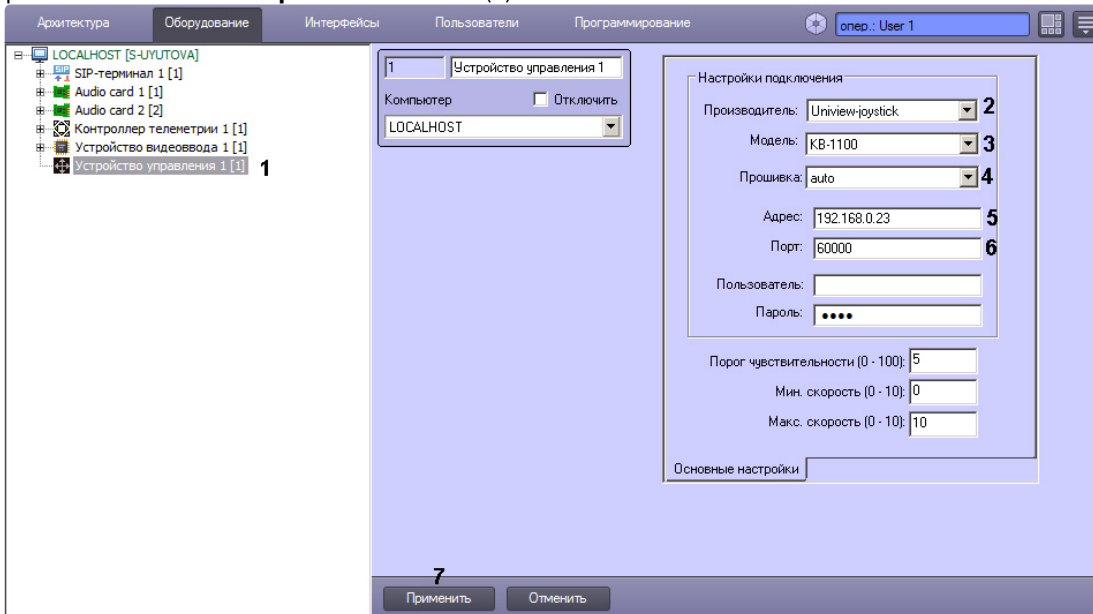 Архитектура Оборудование Интерфейсы Пользователи Программирование опер.: User 1
LOCALHOST [S-UYUTOVA]
SIP-терминал 1 [1]
Audio card 1 [1]
Audio card 2 [2]
Контроллер телеметрии 1 [1]
Устройство видеоввода 1 [1]
Устройство управления 1 [1] 1
1 Устройство управления 1
Компьютер Отключить
LOCALHOST
Настройки подключения
Производитель: Uniview-joystick 2
Модель: KB-1100 3
Прошивка: auto 4
Адрес: 192.168.0.23 5
Порт: 60000 6
Пользователь:
Пароль: ••••
Порог чувствительности (0 - 100): 5
Мин. скорость (0 - 10): 0
Макс. скорость (0 - 10): 10
Основные настройки
7
Применить Отменить